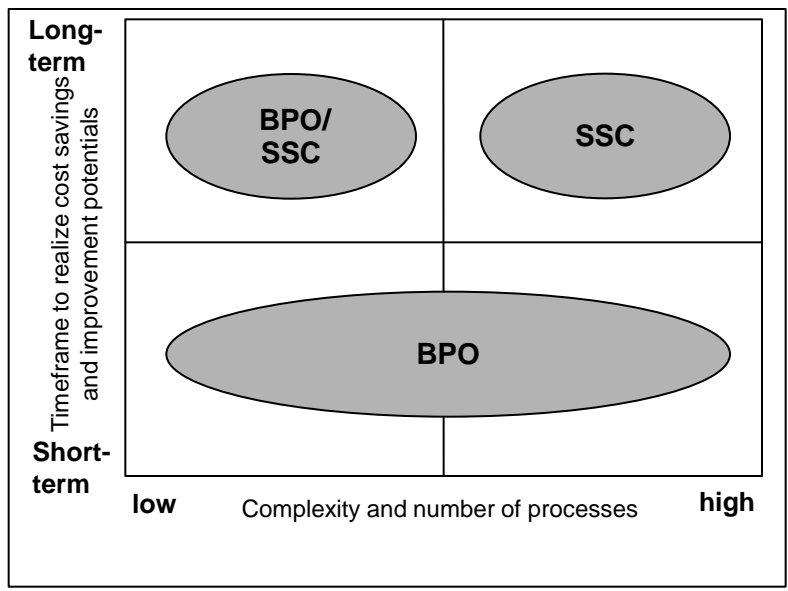 Long-
term
Timeframe to realize cost savings
and improvement potentials
BPO/
SSC
SSC
BPO
Short-
term
low
Complexity and number of processes
high